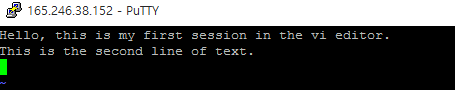 165.246.38.152 - PuTTY
Hello, this is my first session in the vi editor.
This is the second line of text.
~